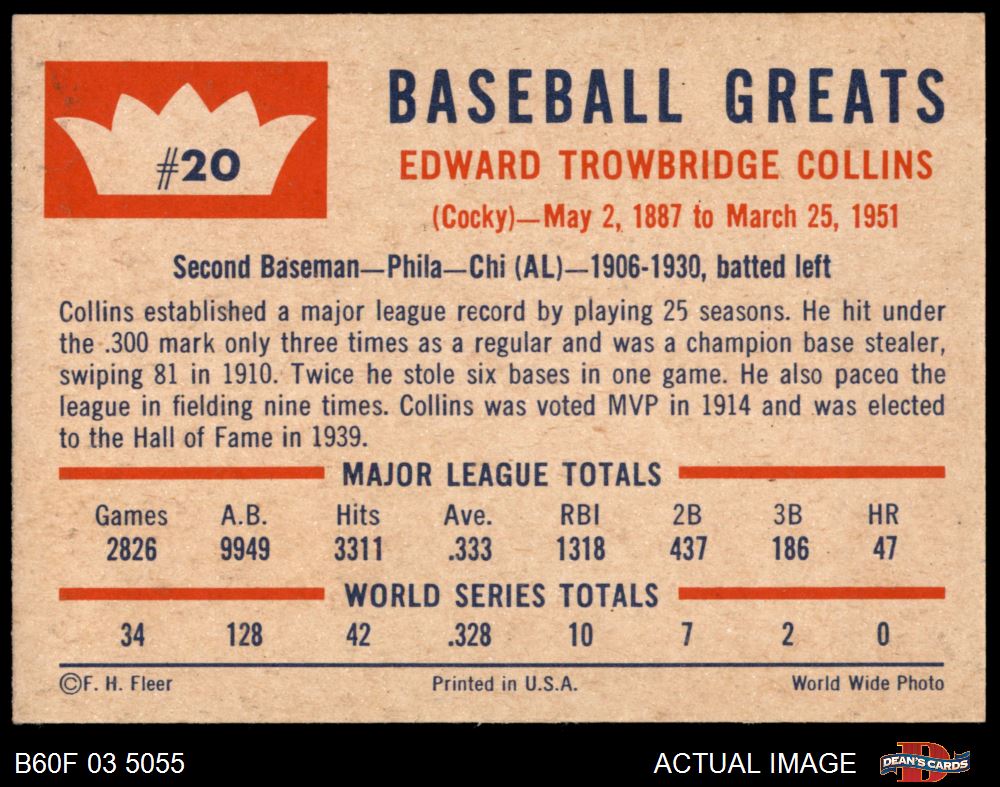 #20
BASEBALL GREATS
EDWARD TROWBRIDGE COLLINS
(Cocky)—May 2, 1887 to March 25, 1951
Second Baseman—Phila—Chi (AL)—1906-1930, batted left
Collins established a major league record by playing 25 seasons. He hit under
the .300 mark only three times as a regular and was a champion base stealer,
swiping 81 in 1910. Twice he stole six bases in one game. He also paced the
league in fielding nine times. Collins was voted MVP in 1914 and was elected
to the Hall of Fame in 1939.
MAJOR LEAGUE TOTALS
Games A.B. Hits Ave. RBI 2B 3B HR
2826 9949 3311 .333 1318 437 186 47
WORLD SERIES TOTALS
34 128 42 .328 10 7 2 0
©F. H. Fleer Printed in U.S.A. World Wide Photo
B60F 03 5055 ACTUAL IMAGE DEAN'S CARDS